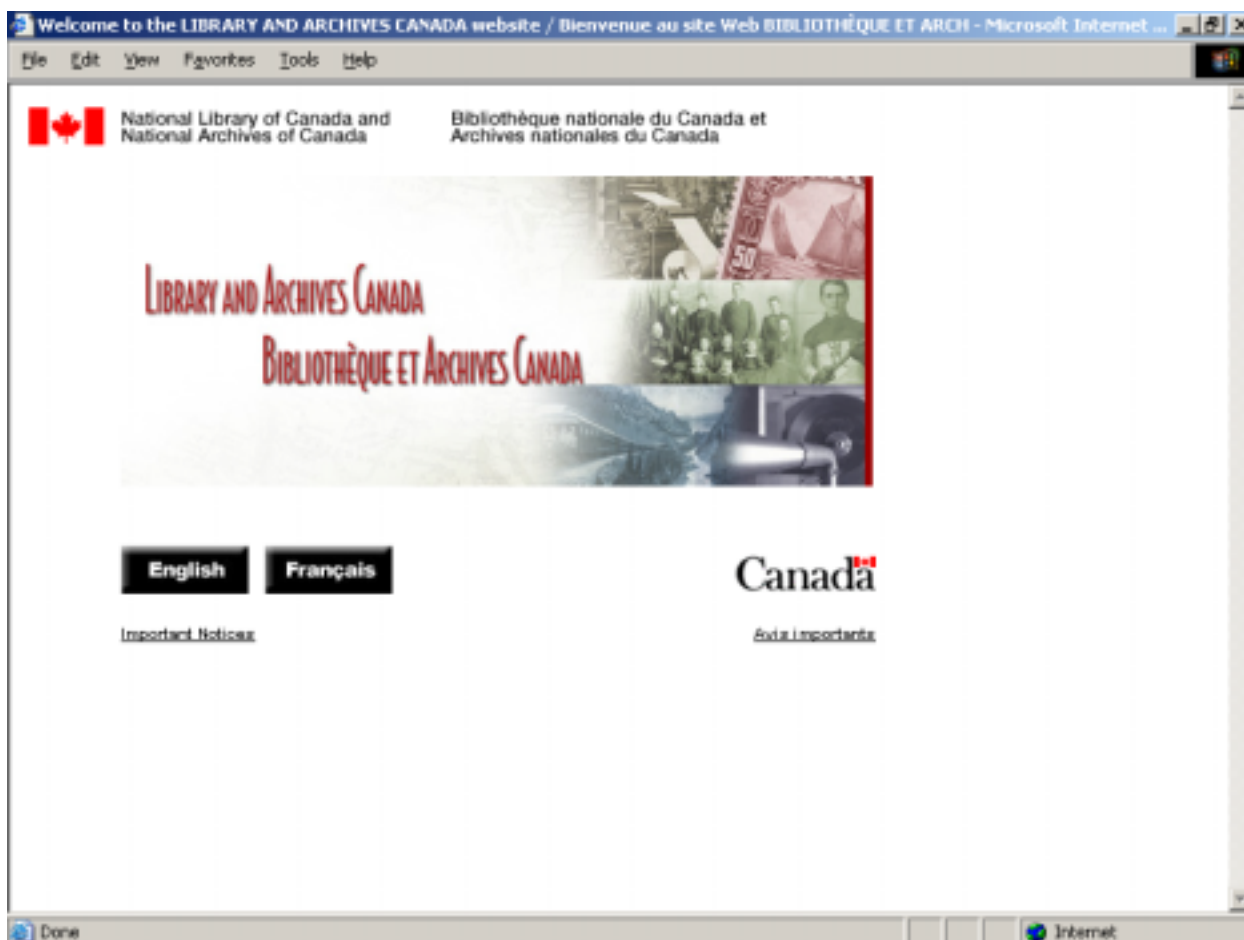 Welcome to the LIBRARY AND ARCHIVES CANADA website / Bienvenue au site Web BIBLIOTHÈQUE ET ARCH - Microsoft Internet ...
File Edit View Favorites Tools Help
National Library of Canada and
National Archives of Canada
Bibliothèque nationale du Canada et
Archives nationales du Canada
50
LIBRARY AND ARCHIVES CANADA
BIBLIOTHÈQUE ET ARCHIVES CANADA
English Français
Canada
Important Notices
Avis importants
Done
Internet